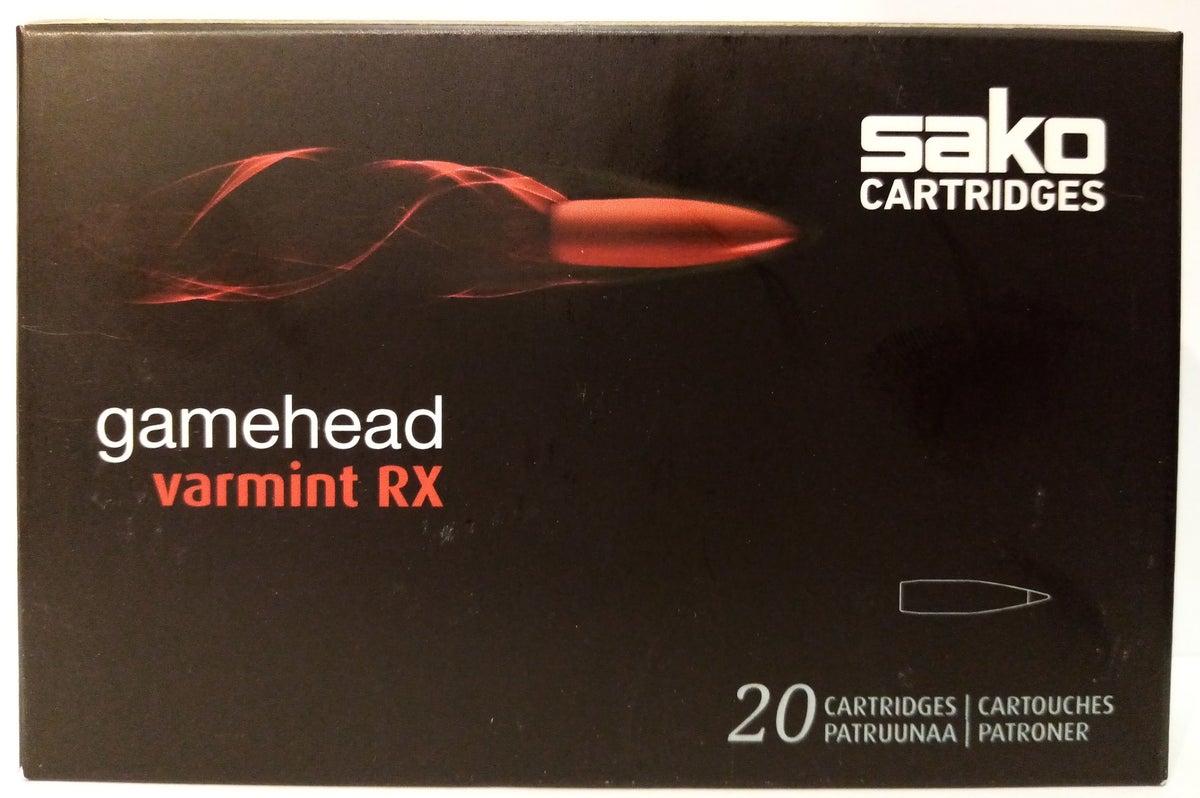 sako
CARTRIDGES
gamehead
varmint RX
20 CARTRIDGES | CARTOUCHES
PATRUUNAA | PATRONER